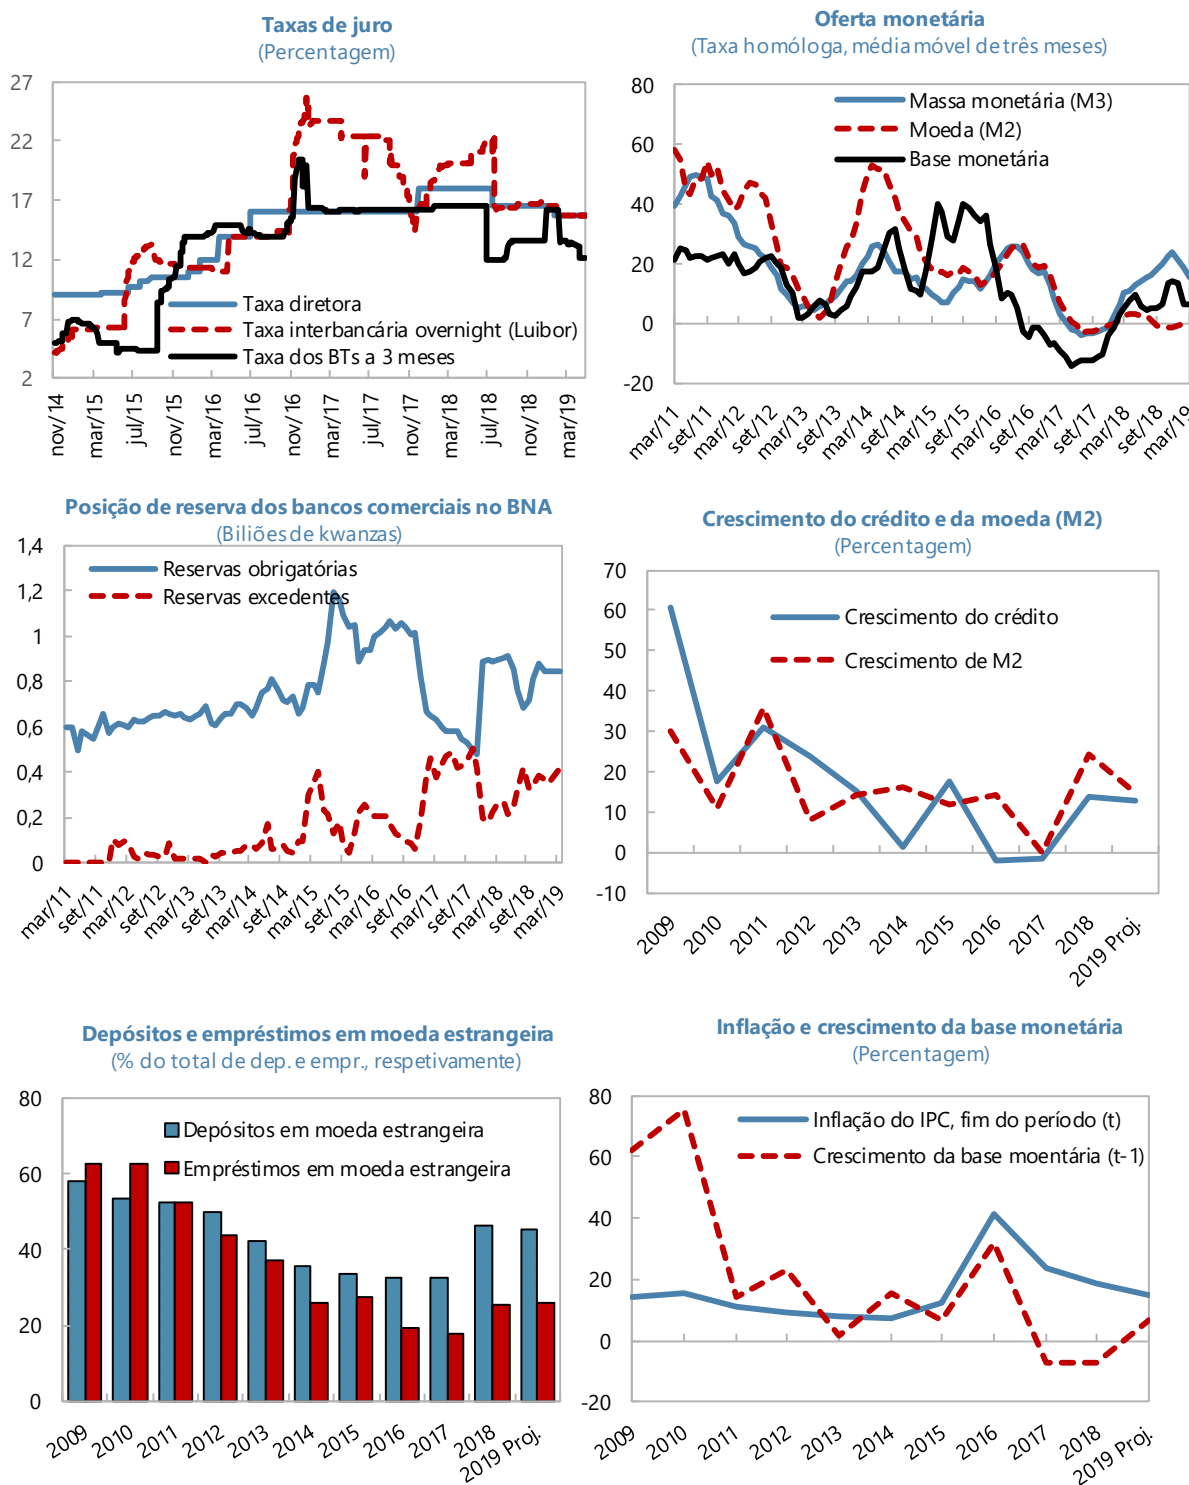 Taxas de juro
(Percentagem)
27
22
17
12
7
2
Taxa diretora
Taxa interbancária overnight (Luibor)
Taxa dos BTs a 3 meses
nov/14
mar/15
jul/15
nov/15
mar/16
jul/16
nov/16
mar/17
jul/17
nov/17
mar/18
jul/18
nov/18
mar/19
Oferta monetária
(Taxa homóloga, média móvel de três meses)
80
60
40
20
0
-20
Massa monetária (M3)
Moeda (M2)
Base monetária
mar/11
set/11
mar/12
set/12
mar/13
set/13
mar/14
set/14
mar/15
set/15
mar/16
set/16
mar/17
set/17
mar/18
set/18
mar/19
Posição de reserva dos bancos comerciais no BNA
(Biliões de kwanzas)
1,4
1,2
1
0,8
0,6
0,4
0,2
0
Reservas obrigatórias
Reservas excedentes
mar/11
set/11
mar/12
set/12
mar/13
set/13
mar/14
set/14
mar/15
set/15
mar/16
set/16
mar/17
set/17
mar/18
set/18
mar/19
Crescimento do crédito e da moeda (M2)
(Percentagem)
70
60
50
40
30
20
10
0
-10
Crescimento do crédito
Crescimento de M2
2009
2010
2011
2012
2013
2014
2015
2016
2017
2018
2019 Proj.
Depósitos e empréstimos em moeda estrangeira
(% do total de dep. e empr., respetivamente)
80
60
40
20
0
Depósitos em moeda estrangeira
Empréstimos em moeda estrangeira
2009
2010
2011
2012
2013
2014
2015
2016
2017
2018
2019 Proj.
Inflação e crescimento da base monetária
(Percentagem)
80
60
40
20
0
-20
Inflação do IPC, fim do período (t)
Crescimento da base moentária (t-1)
2009
2010
2011
2012
2013
2014
2015
2016
2017
2018
2019 Proj.